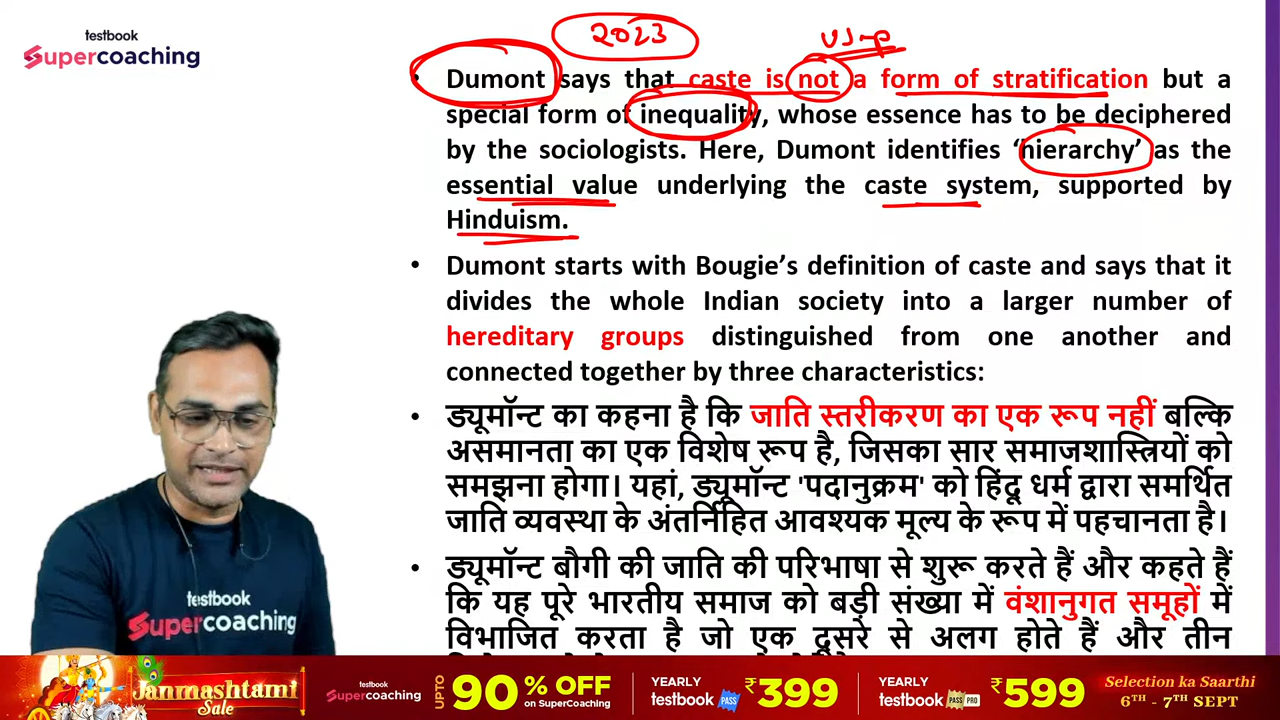 testbook
Supercoaching
2023
• Dumont says that caste is not a form of stratification but a
special form of inequality, whose essence has to be deciphered
by the sociologists. Here, Dumont identifies ‘hierarchy’ as the
essential value underlying the caste system, supported by
Hinduism.
• Dumont starts with Bougie’s definition of caste and says that it
divides the whole Indian society into a larger number of
hereditary groups distinguished from one another and
connected together by three characteristics:
• ड्यूमॉन्ट का कहना है कि जाति स्तरीकरण का एक रूप नहीं बल्कि
असमानता का एक विशेष रूप है, जिसका सार समाजशास्त्रियों को
समझना होगा। यहां, ड्यूमॉन्ट 'पदानुक्रम' को हिंदू धर्म द्वारा समर्थित
जाति व्यवस्था के अंतर्निहित आवश्यक मूल्य के रूप में पहचानता है।
• ड्यूमॉन्ट बौगी की जाति की परिभाषा से शुरू करते हैं और कहते हैं
कि यह पूरे भारतीय समाज को बड़ी संख्या में वंशानुगत समूहों में
विभाजित करता है जो एक दूसरे से अलग होते हैं और तीन
testbook
Supercoaching
Janmashtami
Sale
testbook
Supercoaching
UPTO
90% OFF
on SuperCoaching
YEARLY
testbook PASS
₹399
YEARLY
testbook PASS PRO
₹599
Selection ka Saarthi
6TH - 7TH SEPT